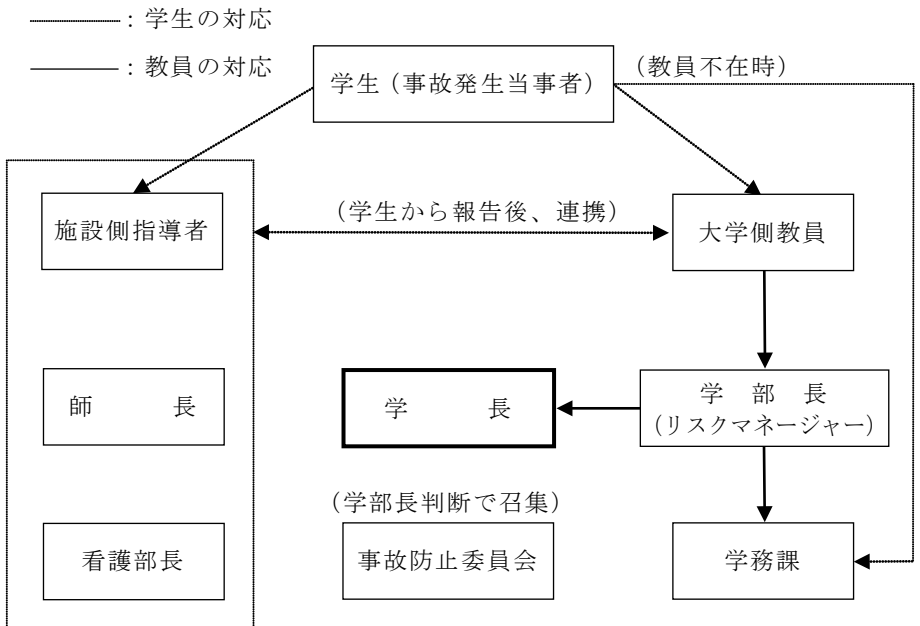 ：学生の対応
：教員の対応
学生（事故発生当事者）
（教員不在時）
施設側指導者
（学生から報告後、連携）
大学側教員
師　　長
学　　長
学　部　長
（リスクマネージャー）
（学部長判断で召集）
看護部長
事故防止委員会
学務課